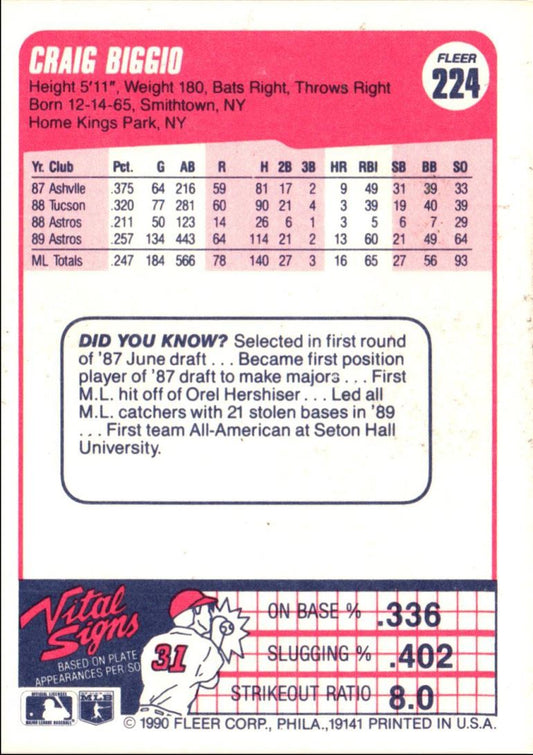 CRAIG BIGGIO
FLEER
224
Height 5'11", Weight 180, Bats Right, Throws Right
Born 12-14-65, Smithtown, NY
Home Kings Park, NY
Yr. Club Pct. G AB R H 2B 3B HR RBI SB BB SO
87 Ashvlle .375 64 216 59 81 17 2 9 49 31 39 33
88 Tucson .320 77 281 60 90 21 4 3 39 19 40 39
88 Astros .211 50 123 14 26 6 1 3 5 6 7 29
89 Astros .257 134 443 64 114 21 2 13 60 21 49 64
ML Totals .247 184 566 78 140 27 3 16 65 27 56 93
DID YOU KNOW? Selected in first round
of '87 June draft . . . Became first position
player of '87 draft to make majors . . . First
M.L. hit off of Orel Hershiser . . . Led all
M.L. catchers with 21 stolen bases in '89
. . . First team All-American at Seton Hall
University.
Vital
Signs
BASED ON PLATE
APPEARANCES PER SO
31
ON BASE % .336
SLUGGING % .402
STRIKEOUT RATIO 8.0
OFFICIAL LICENSEE
MAJOR LEAGUE BASEBALL
MLB
© 1990 FLEER CORP., PHILA., 19141 PRINTED IN U.S.A.